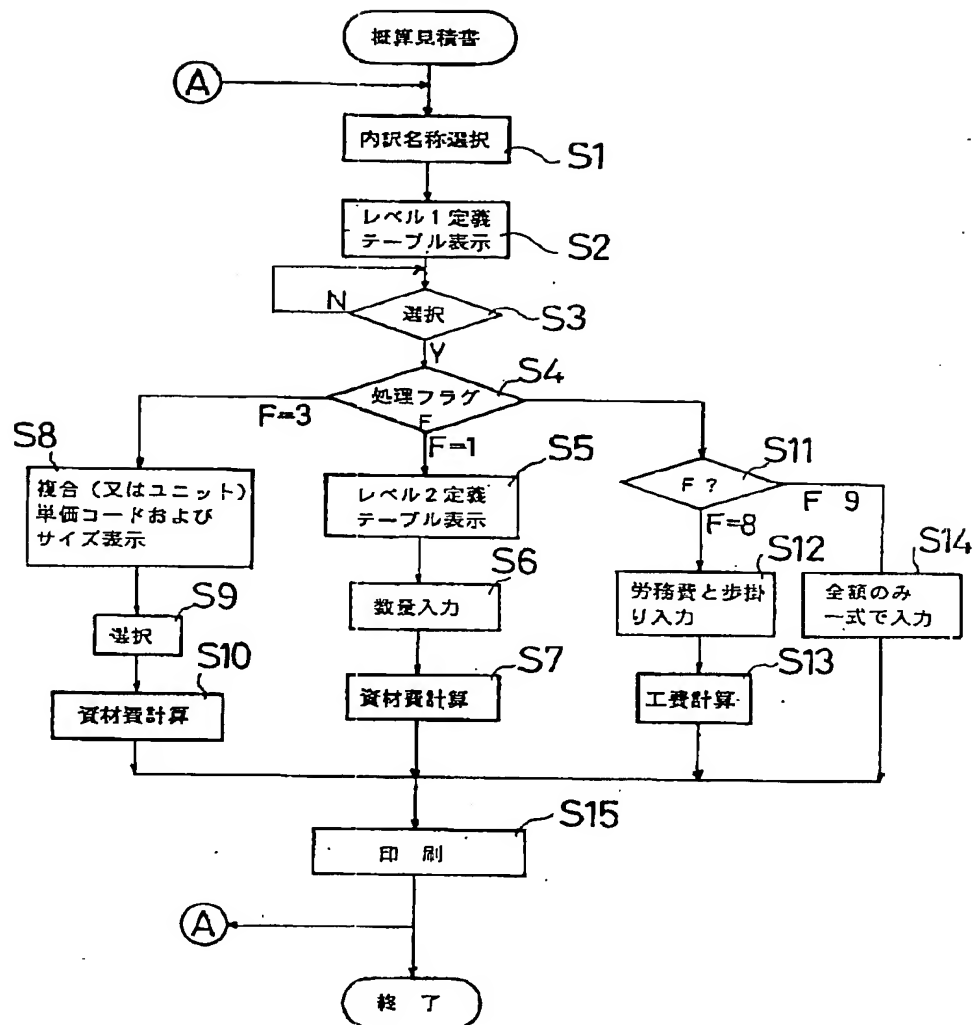 概算見積書
A
内訳名称選択
S1
レベル1定義
テーブル表示
S2
N
選択
S3
Y
S4
処理フラグ
F
F=3
F=1
S8
複合(又はユニット)
単価コードおよび
サイズ表示
S5
レベル2定義
テーブル表示
S11
F?
F 9
F=8
S9
選択
S6
数量入力
S12
労務費と歩掛
り入力
S14
金額のみ
一式で入力
S10
資材費計算
S7
資材費計算
S13
工費計算
S15
印刷
A
終了